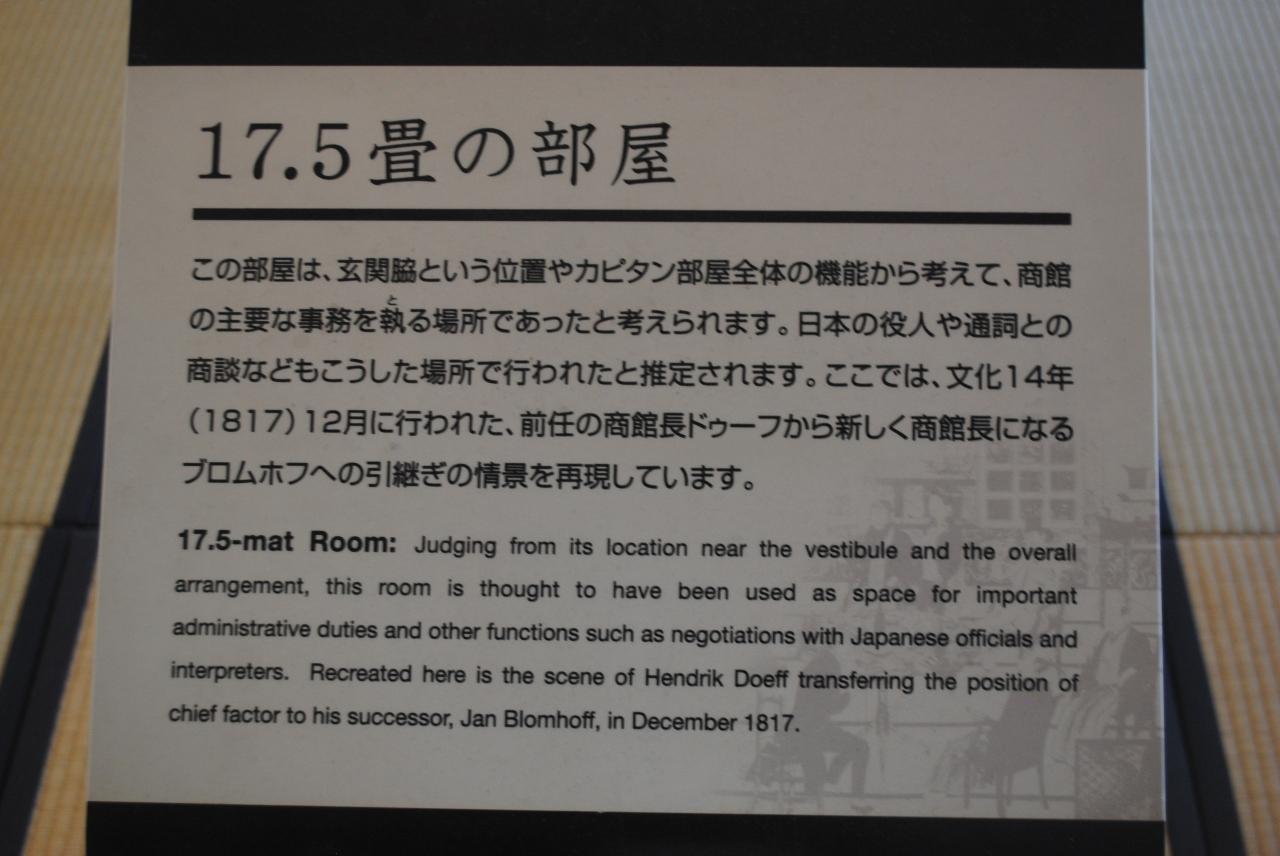 17.5畳の部屋
この部屋は、玄関脇という位置やカピタン部屋全体の機能から考えて、商館
と
の主要な事務を執る場所であったと考えられます。日本の役人や通詞との
商談などもこうした場所で行われたと推定されます。ここでは、文化14年
（1817）12月に行われた、前任の商館長ドゥーフから新しく商館長になる
ブロムホフへの引継ぎの情景を再現しています。
17.5-mat Room: Judging from its location near the vestibule and the overall
arrangement, this room is thought to have been used as space for important
administrative duties and other functions such as negotiations with Japanese officials and
interpreters. Recreated here is the scene of Hendrik Doeff transferring the position of
chief factor to his successor, Jan Blomhoff, in December 1817.